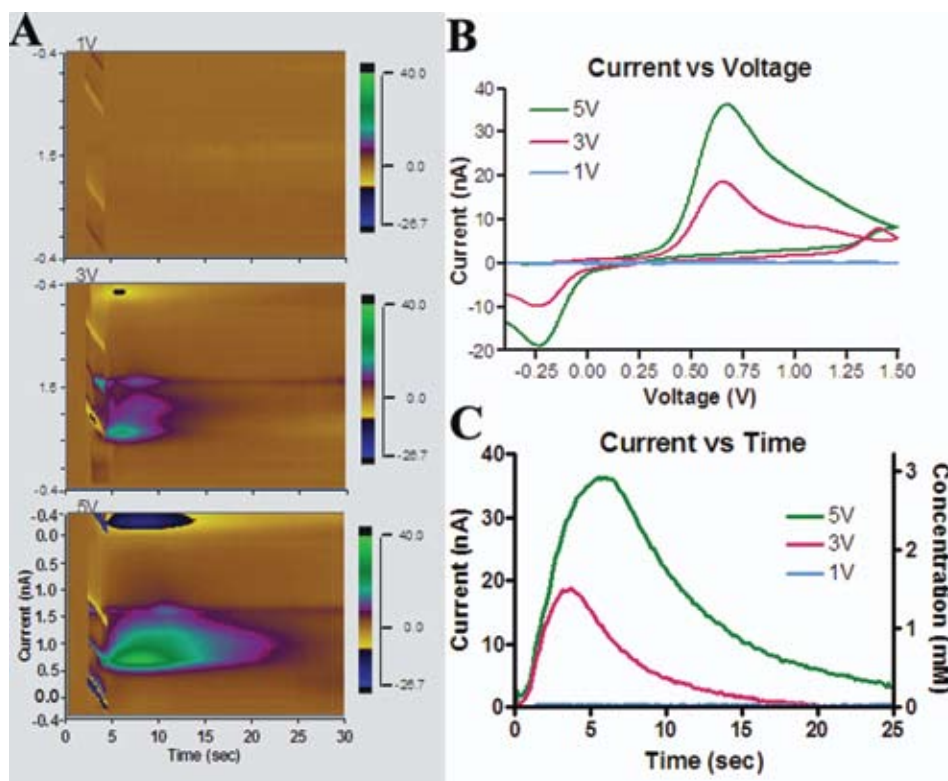 A
1V
-0.4
1.5
-0.4
40.0
0.0
-26.7
3V
-0.4
1.5
-0.4
40.0
0.0
-26.7
5V
-0.4
0.0
0.5
1.0
1.5
1.0
0.5
0.0
-0.4
Current (nA)
40.0
0.0
-26.7
0 5 10 15 20 25 30
Time (sec)
B
Current vs Voltage
40
30
20
10
0
-10
-20
Current (nA)
5V
3V
1V
-0.25 0.00 0.25 0.50 0.75 1.00 1.25 1.50
Voltage (V)
C
Current vs Time
40
30
20
10
0
Current (nA)
5V
3V
1V
3
2
1
0
Concentration (mM)
0 5 10 15 20 25
Time (sec)